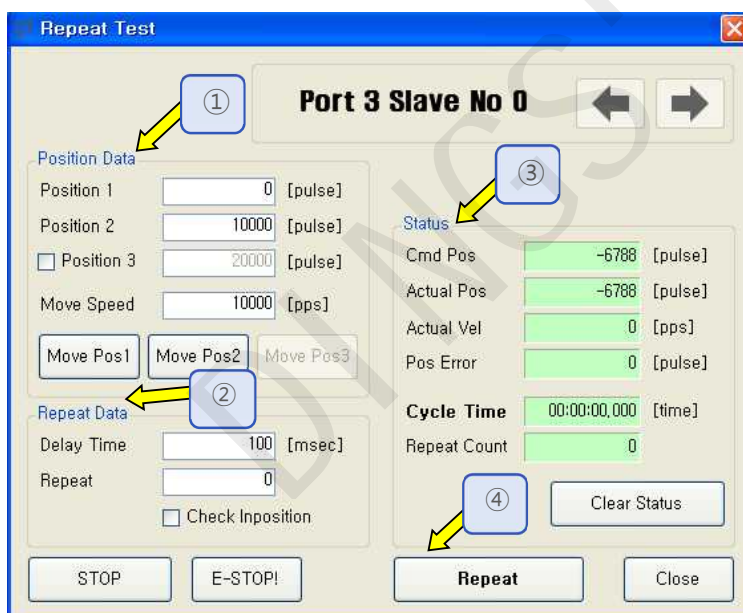 Repeat Test
①
Port 3 Slave No 0
Position Data
Position 1 0 [pulse]
Position 2 10000 [pulse]
Position 3 20000 [pulse]
Move Speed 10000 [pps]
Move Pos1 Move Pos2 Move Pos3
②
Repeat Data
Delay Time 100 [msec]
Repeat 0
Check Inposition
STOP E-STOP!
③
Status
Cmd Pos -6788 [pulse]
Actual Pos -6788 [pulse]
Actual Vel 0 [pps]
Pos Error 0 [pulse]
Cycle Time 00:00:00,000 [time]
Repeat Count 0
Clear Status
④
Repeat Close
DINGS